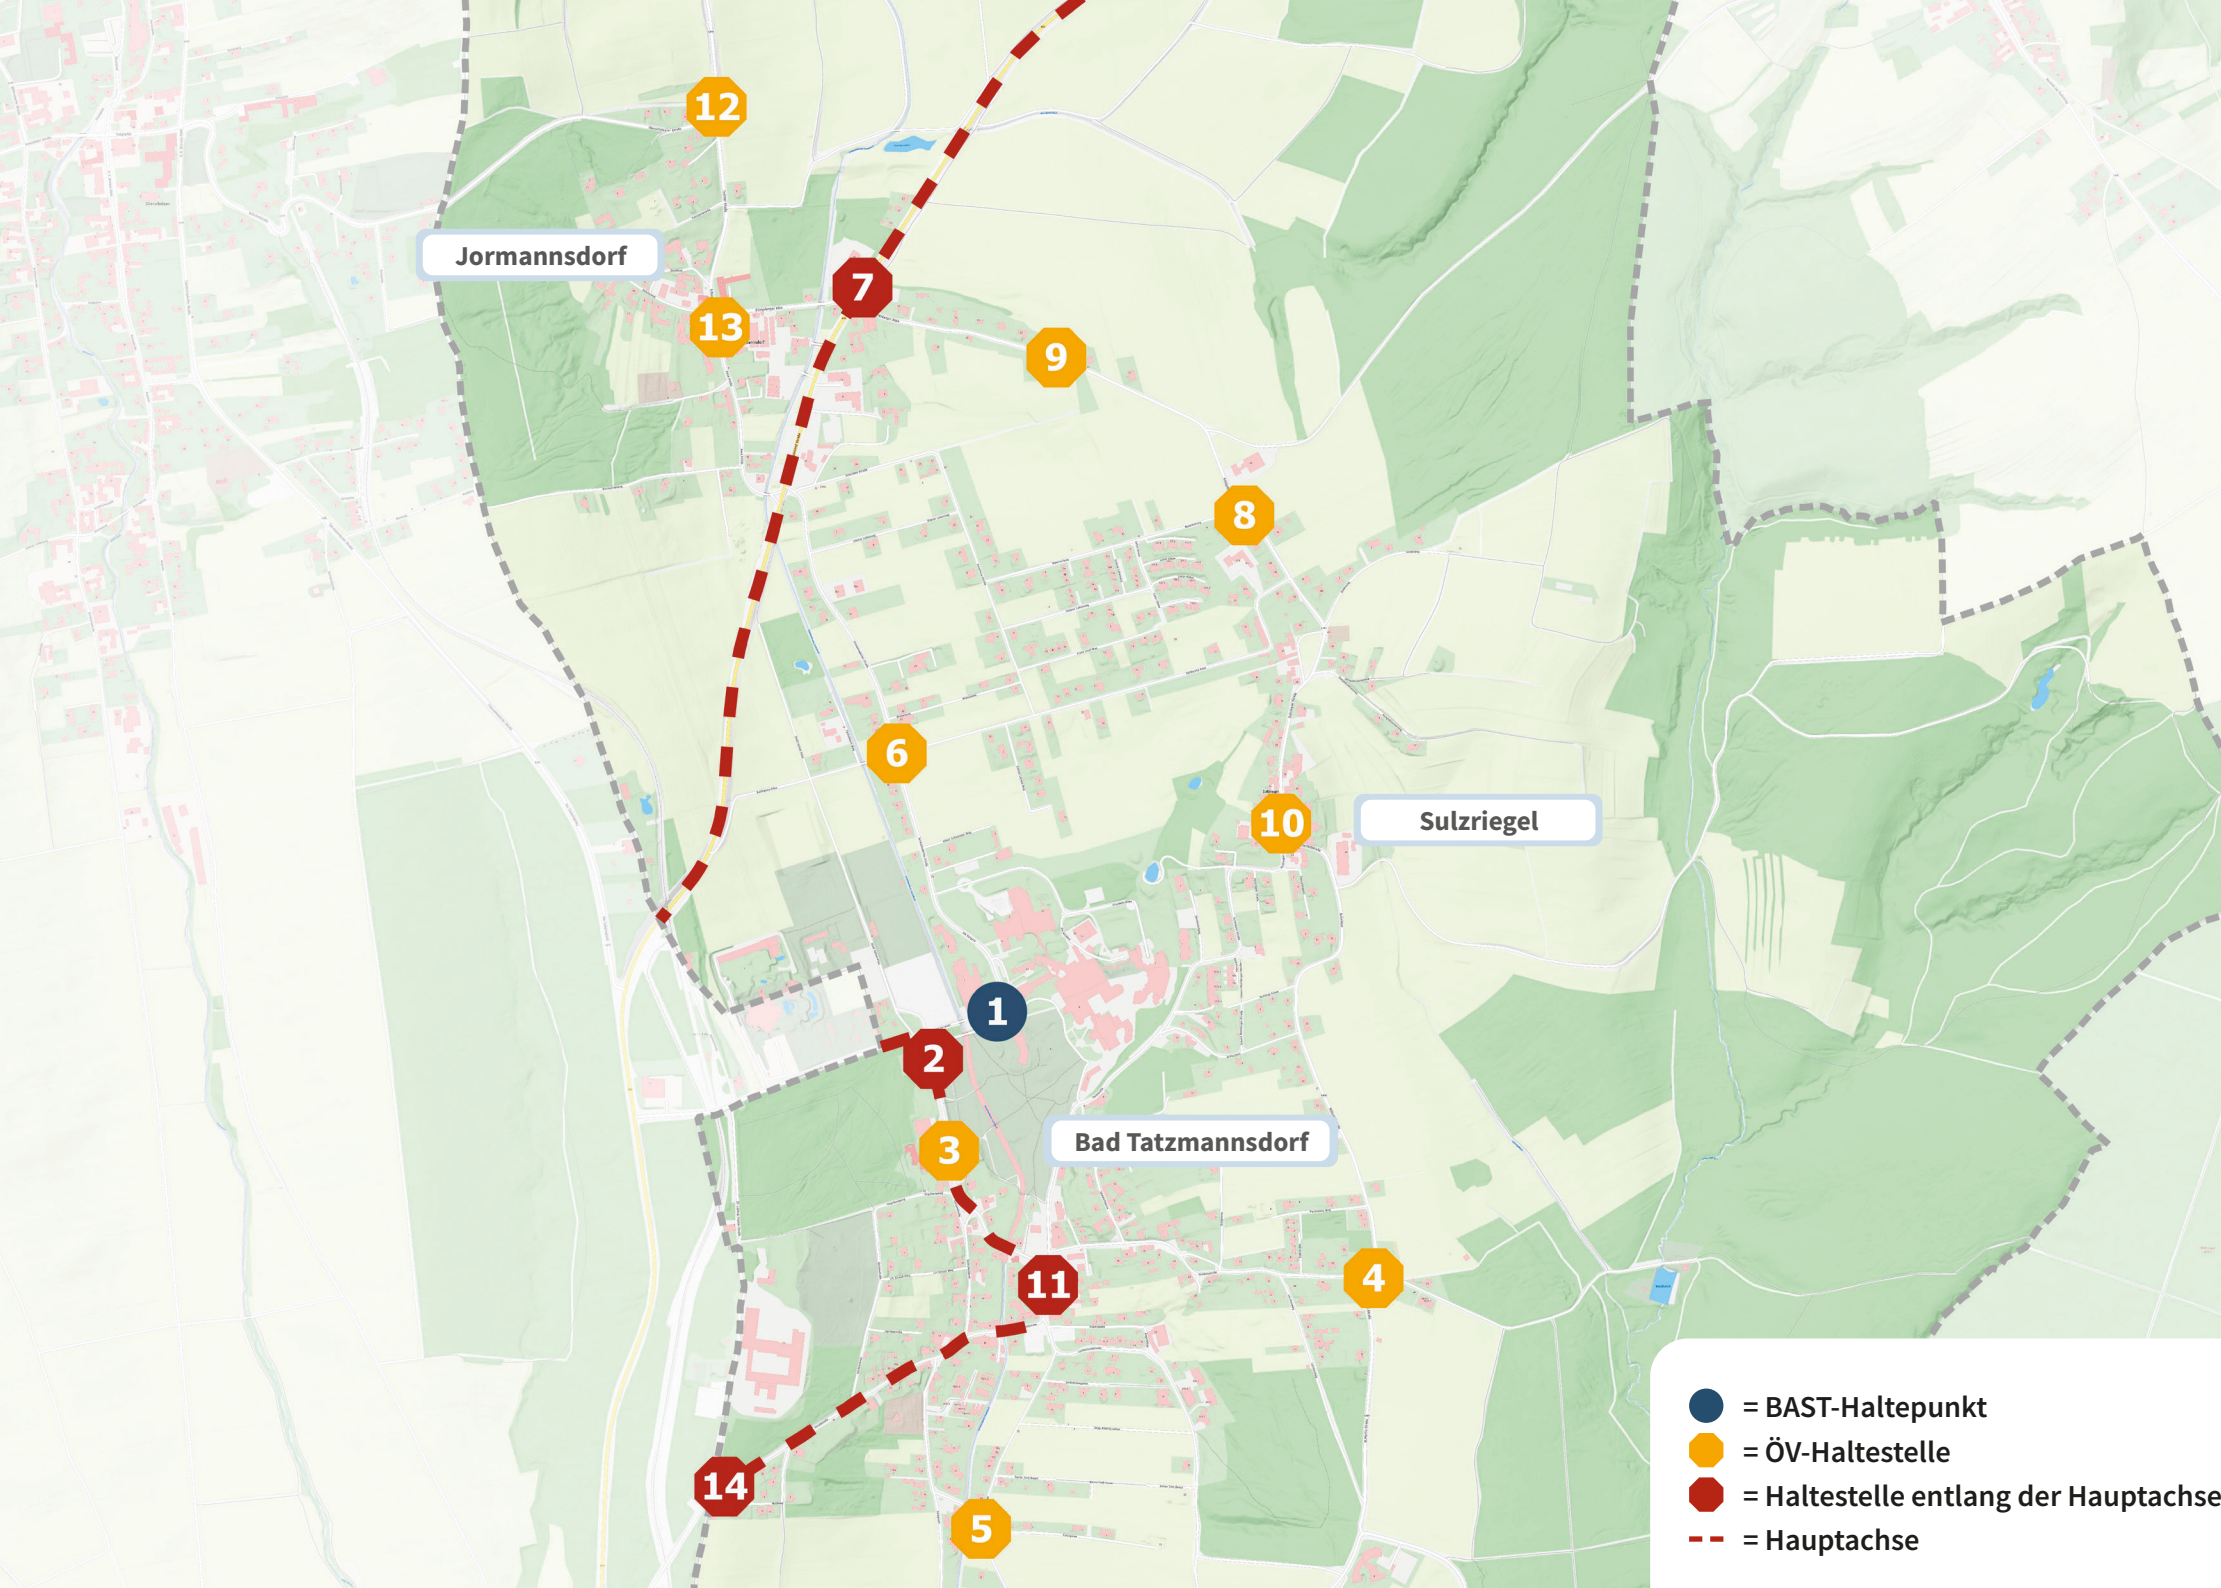 12
Jormannsdorf
7
13
9
8
6
10
Sulzriegel
1
2
3
Bad Tatzmannsdorf
11
4
14
5
= BAST-Haltepunkt
= ÖV-Haltestelle
= Haltestelle entlang der Hauptachse
= Hauptachse